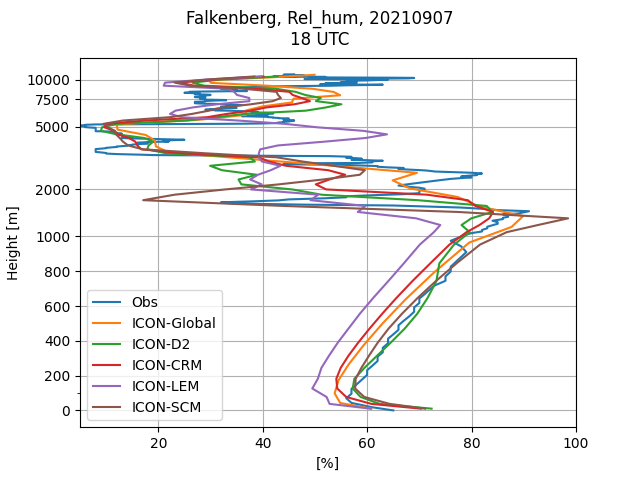 Falkenberg, Rel_hum, 20210907
18 UTC
Height [m]
10000
7500
5000
2000
1000
800
600
400
200
0
Obs
ICON-Global
ICON-D2
ICON-CRM
ICON-LEM
ICON-SCM
20
40
60
80
100
[%]